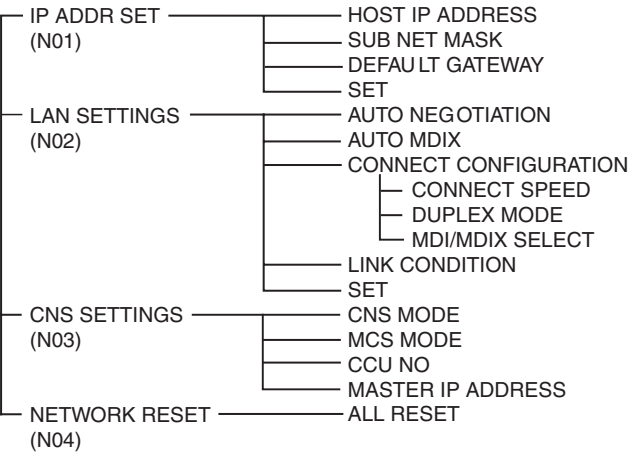 IP ADDR SET
(N01)
HOST IP ADDRESS
SUB NET MASK
DEFAULT GATEWAY
SET
LAN SETTINGS
(N02)
AUTO NEGOTIATION
AUTO MDIX
CONNECT CONFIGURATION
CONNECT SPEED
DUPLEX MODE
MDI/MDIX SELECT
LINK CONDITION
SET
CNS SETTINGS
(N03)
CNS MODE
MCS MODE
CCU NO
MASTER IP ADDRESS
NETWORK RESET
(N04)
ALL RESET